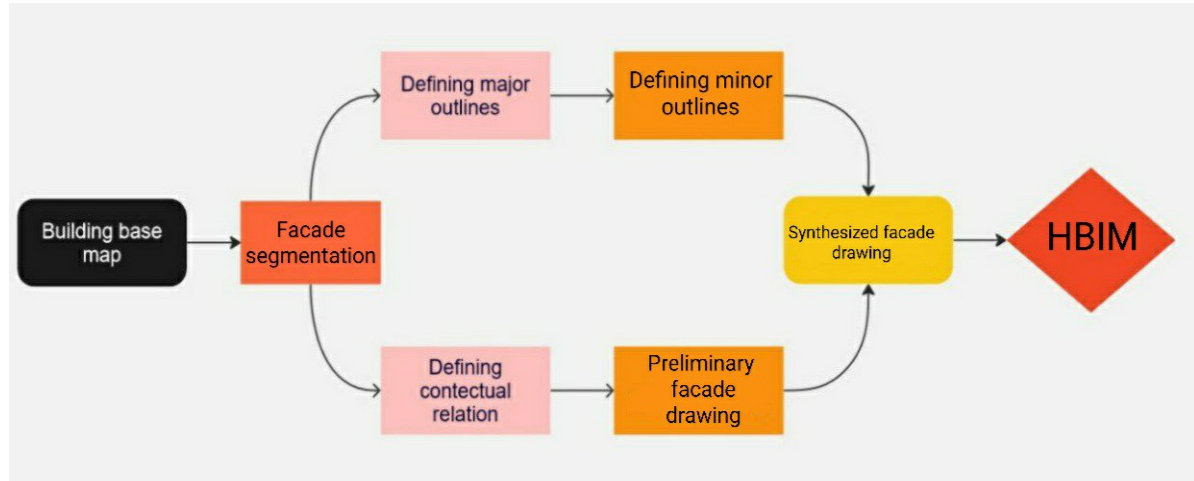 Building base
map
Facade
segmentation
Defining major
outlines
Defining minor
outlines
Defining
contectual
relation
Preliminary
facade
drawing
Synthesized facade
drawing
HBIM